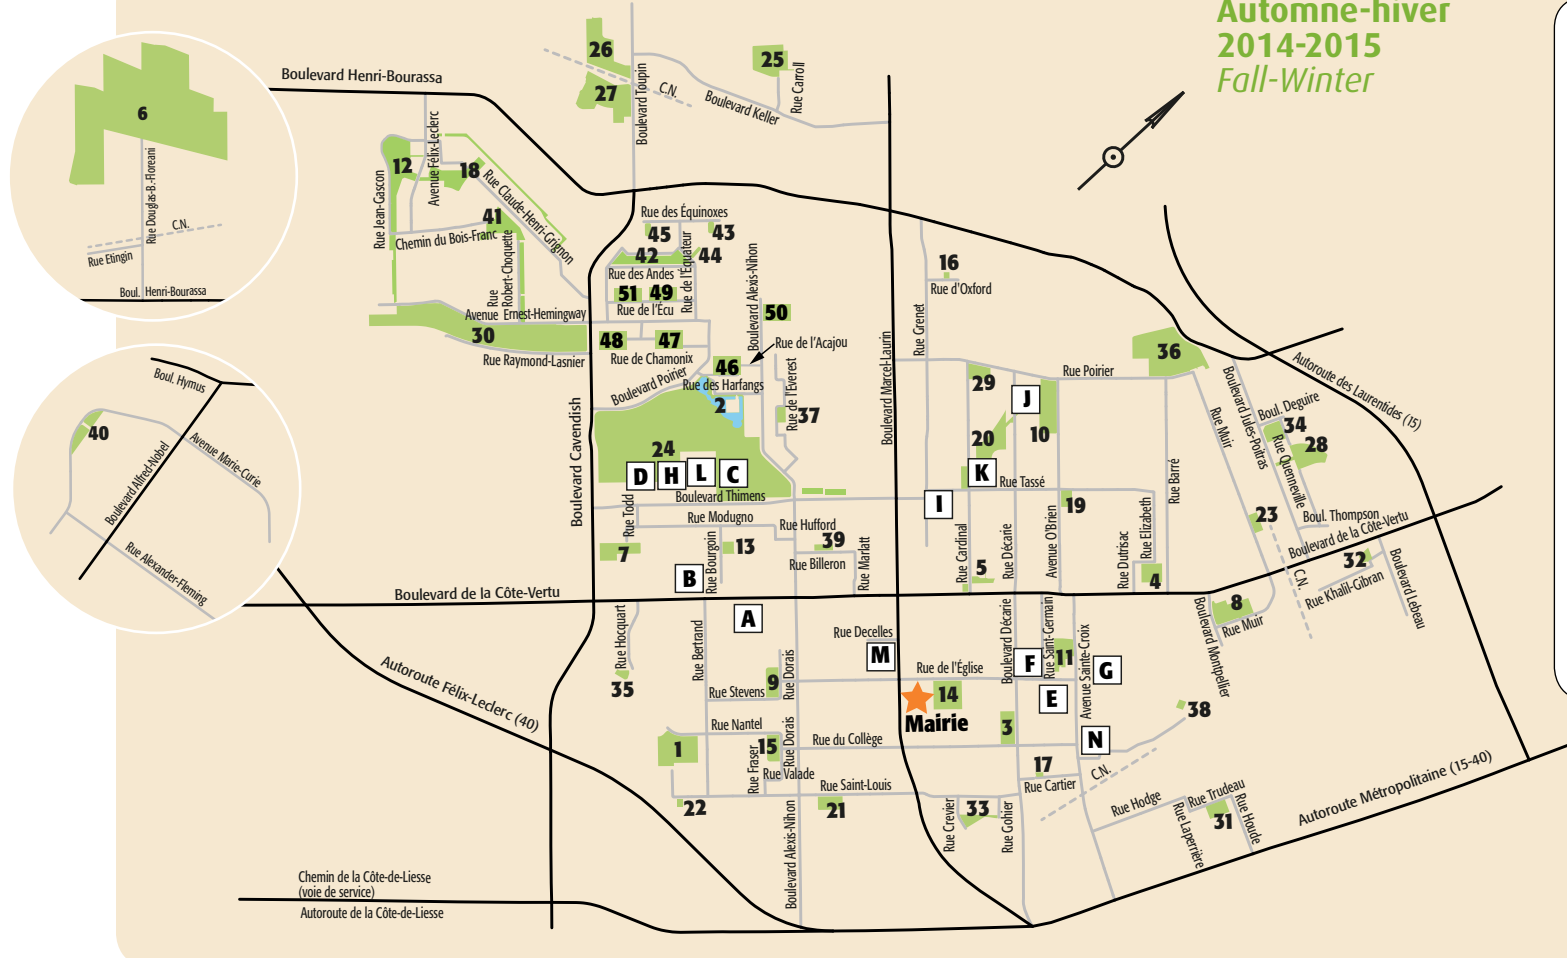 Automne-hiver
2014-2015
Fall-Winter
6
Rue Douglas-B.-Floreani
C.N.
Rue Etingin
Boul. Henri-Bourassa
Boulevard Henri-Bourassa
26
27
C.N.
Boulevard Toupin
25
Rue Carroll
Boulevard Keller
12
18
Avenue Félix-Leclerc
Rue Jean-Gascon
Rue Claude-Henri-Grignon
41
Chemin du Bois-Franc
Rue
Robert-Choquette
Avenue Ernest-Hemingway
30
Rue Raymond-Lasnier
Rue des Équinoxes
45
43
42
44
Rue de l'Équateur
Rue des Andes
51
49
Rue de l'Écu
Boulevard Alexis-Nihon
50
48
47
Rue de Chamonix
Rue de l'Acajou
46
Boulevard Poirier
Rue des Harfangs
2
Rue de l'Everest
37
24
D
H
L
C
Boulevard Thimens
Boulevard Cavendish
Boulevard Marcel-Laurin
16
Rue d'Oxford
Rue Grenet
29
J
Rue Poirier
36
20
10
K
Rue Tassé
I
19
Rue Barré
Rue Muir
Boulevard Jules-Poitras
Boul. Deguire
34
28
Rue Quenneville
Autoroute des Laurentides (15)
23
Boul. Thompson
Boulevard de la Côte-Vertu
32
C.N.
Rue Khalil-Gibran
Boulevard Lebeau
Boul. Hymus
40
Avenue Marie-Curie
Boulevard Alfred-Nobel
Rue Alexander-Fleming
Rue Todd
Rue Modugno
7
Rue Bourgoin
13
Rue Hufford
39
Rue Billeron
Rue Marlatt
B
Rue Cardinal
5
Rue Décarie
Avenue O'Brien
Rue Dutrisac
Rue Elizabeth
4
Boulevard de la Côte-Vertu
A
Rue Hocquart
35
Rue Bertrand
Rue Decelles
M
Rue de l'Église
Boulevard Décarie
F
Rue Saint-Germain
11
G
Avenue Sainte-Croix
E
8
Rue Muir
Boulevard Montpellier
38
9
Rue Dorais
Rue Stevens
14
Mairie
3
N
Autoroute Félix-Leclerc (40)
Rue Nantel
1
15
Rue Dorais
Rue Fraser
Rue Valade
Rue du Collège
17
Rue Cartier
C.N.
22
Rue Saint-Louis
21
Boulevard Alexis-Nihon
Rue Crevier
33
Rue Gohier
Rue Hodge
Rue Trudeau
31
Rue Laperrière
Rue Houde
Autoroute Métropolitaine (15-40)
Chemin de la Côte-de-Liesse
(voie de service)
Autoroute de la Côte-de-Liesse